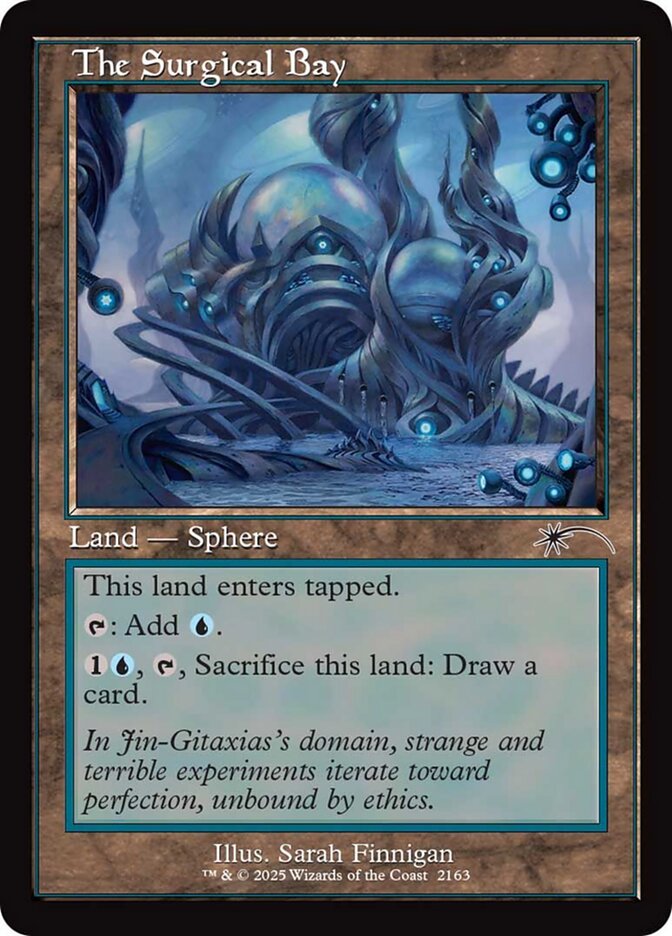 The Surgical Bay
Land — Sphere
This land enters tapped.
: Add .
1, , Sacrifice this land: Draw a
card.
In Jin-Gitaxias's domain, strange and
terrible experiments iterate toward
perfection, unbound by ethics.
Illus. Sarah Finnigan
™ & © 2025 Wizards of the Coast 2163